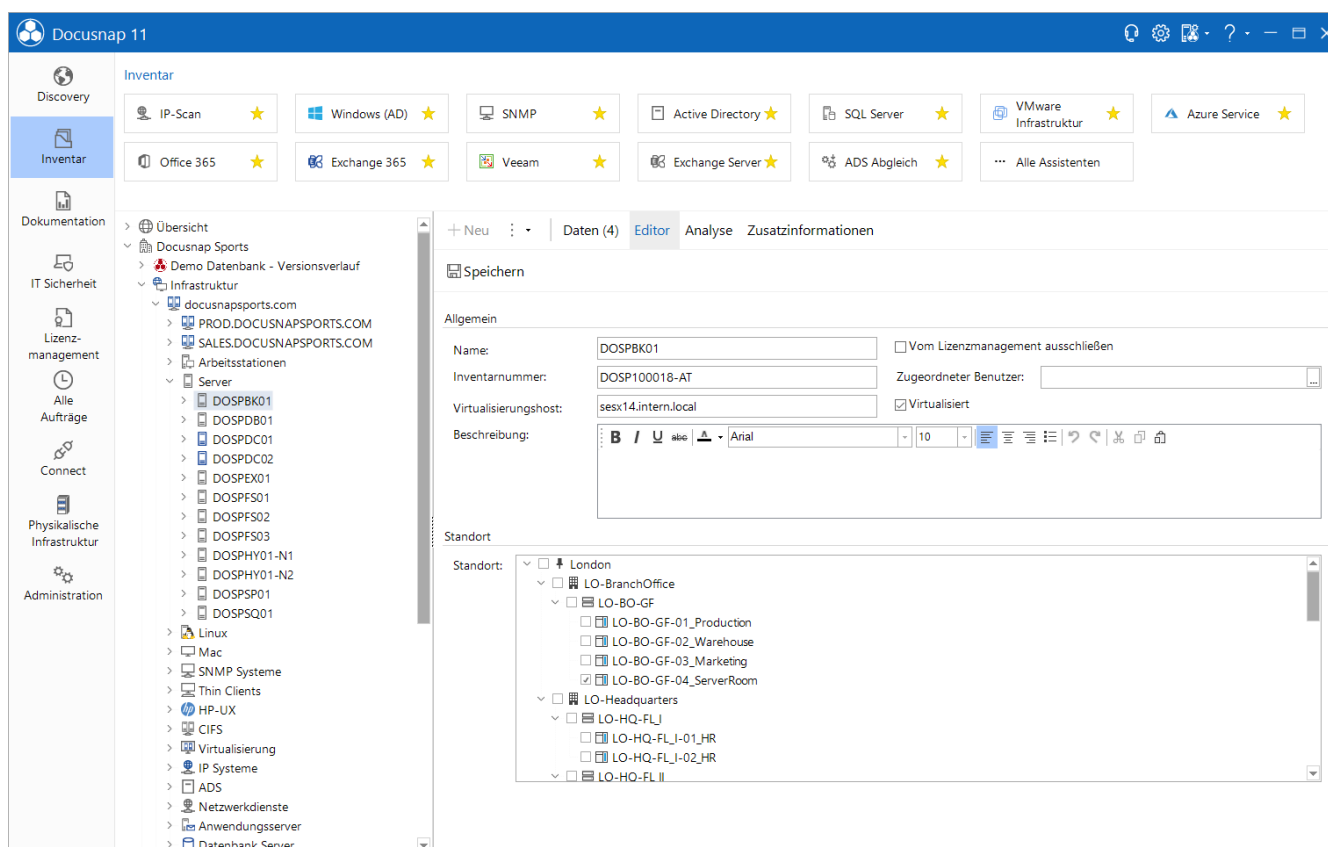 Docusnap 11
Discovery
Inventar
Dokumentation
IT Sicherheit
Lizenz-
management
Alle
Aufträge
Connect
Physikalische
Infrastruktur
Administration
Inventar
IP-Scan
Windows (AD)
SNMP
Active Directory
SQL Server
VMware
Infrastruktur
Azure Service
Office 365
Exchange 365
Veeam
Exchange Server
ADS Abgleich
Alle Assistenten
Übersicht
Docusnap Sports
Demo Datenbank - Versionsverlauf
Infrastruktur
docusnapsports.com
PROD.DOCUSNAPSPORTS.COM
SALES.DOCUSNAPSPORTS.COM
Arbeitsstationen
Server
DOSPBK01
DOSPDB01
DOSPDC01
DOSPDC02
DOSPEX01
DOSPFS01
DOSPFS02
DOSPFS03
DOSPHY01-N1
DOSPHY01-N2
DOSPSP01
DOSPSQ01
Linux
Mac
SNMP Systeme
Thin Clients
HP-UX
CIFS
Virtualisierung
IP Systeme
ADS
Netzwerkdienste
Anwendungsserver
Datenbank Server
Neu
Daten (4) Editor Analyse Zusatzinformationen
Speichern
Allgemein
Name: DOSPBK01
Vom Lizenzmanagement ausschließen
Inventarnummer: DOSP100018-AT
Zugeordneter Benutzer: ...
Virtualisierungshost: sesx14.intern.local
Virtualisiert
Beschreibung: B I U abc A Arial 10
Standort
Standort: London
LO-BranchOffice
LO-BO-GF
LO-BO-GF-01_Production
LO-BO-GF-02_Warehouse
LO-BO-GF-03_Marketing
LO-BO-GF-04_ServerRoom
LO-Headquarters
LO-HQ-FL_I
LO-HQ-FL_I-01_HR
LO-HQ-FL_I-02_HR
LO-HQ-FL_II